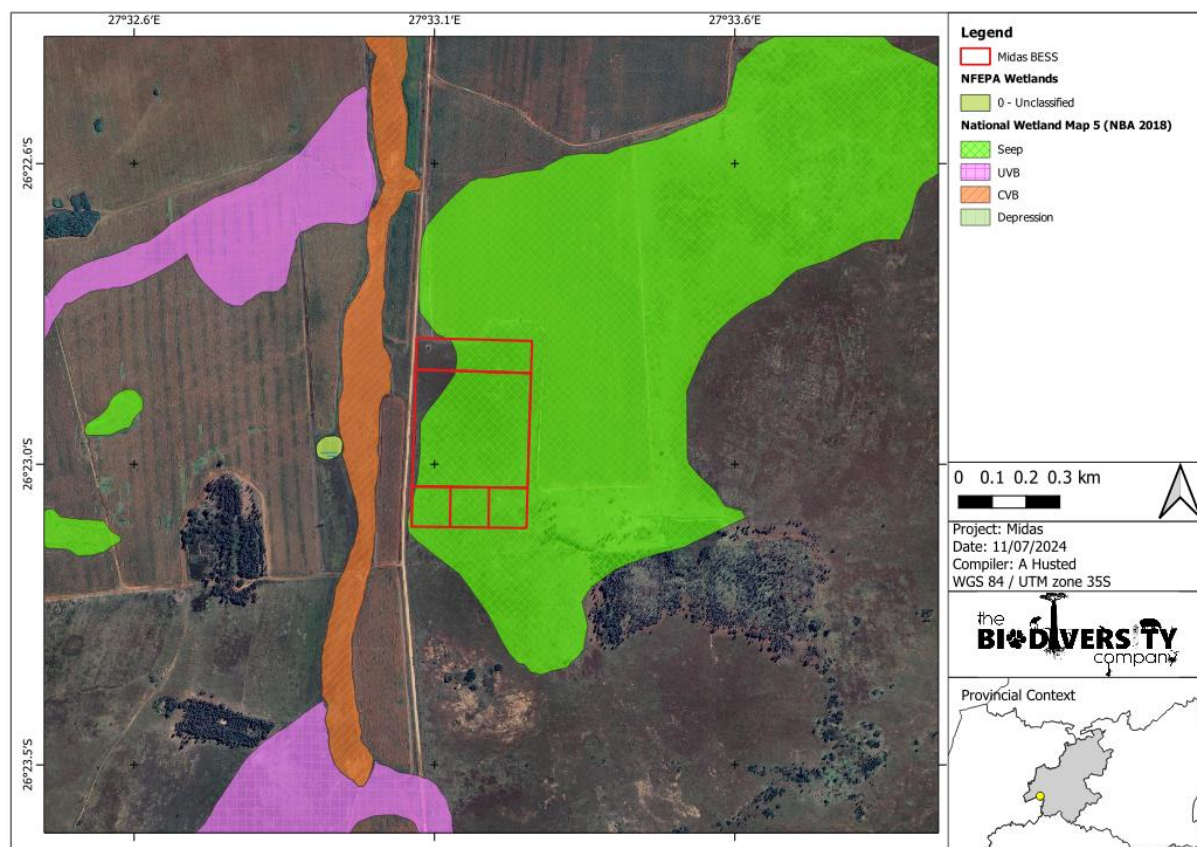 27°32.6'E
27°33.1'E
27°33.6'E
26°22.6'S
26°23.0'S
26°23.5'S
Legend
Midas BESS
NFEPA Wetlands
0 - Unclassified
National Wetland Map 5 (NBA 2018)
Seep
UVB
CVB
Depression
0 0.1 0.2 0.3 km
Project: Midas
Date: 11/07/2024
Compiler: A Husted
WGS 84 / UTM zone 35S
the
BIODIVERSITY
company
Provincial Context